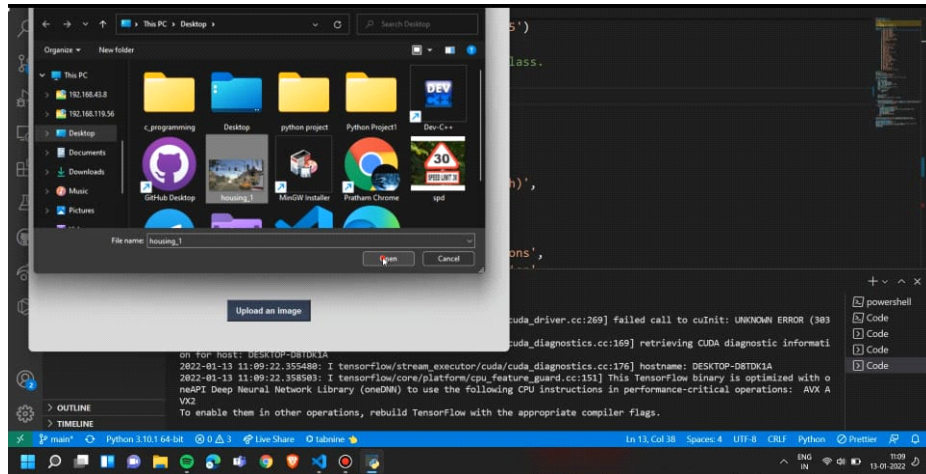 This PC > Desktop >
Search Desktop
Organize
New folder
This PC
192.168.43.8
192.168.119.56
Desktop
Documents
Downloads
Music
Pictures
c_programming
Desktop
python project
Python Project1
DEV
Dev-C++
GitHub Desktop
housing_1
MinGW Installer
Pratham Chrome
30
SPEED LIMIT
spd
File name: housing_1
Open
Cancel
S')
lass.
h)',
ons',
Upload an image
powershell
Code
Code
Code
Code
cuda_driver.cc:269] failed call to cuInit: UNKNOWN ERROR (303
cuda_diagnostics.cc:169] retrieving CUDA diagnostic informati
on for host: DESKTOP-D8TDK1A
2022-01-13 11:09:22.355480: I tensorflow/stream_executor/cuda/cuda_diagnostics.cc:176] hostname: DESKTOP-D8TDK1A
2022-01-13 11:09:22.358503: I tensorflow/core/platform/cpu_feature_guard.cc:151] This TensorFlow binary is optimized with o
neAPI Deep Neural Network Library (oneDNN) to use the following CPU instructions in performance-critical operations: AVX A
VX2
To enable them in other operations, rebuild TensorFlow with the appropriate compiler flags.
2
> OUTLINE
> TIMELINE
main* Python 3.10.1 64-bit 0 3 Live Share tabnine Ln 13, Col 38 Spaces: 4 UTF-8 CRLF Python Prettier
ENG
IN
11:09
13-01-2022